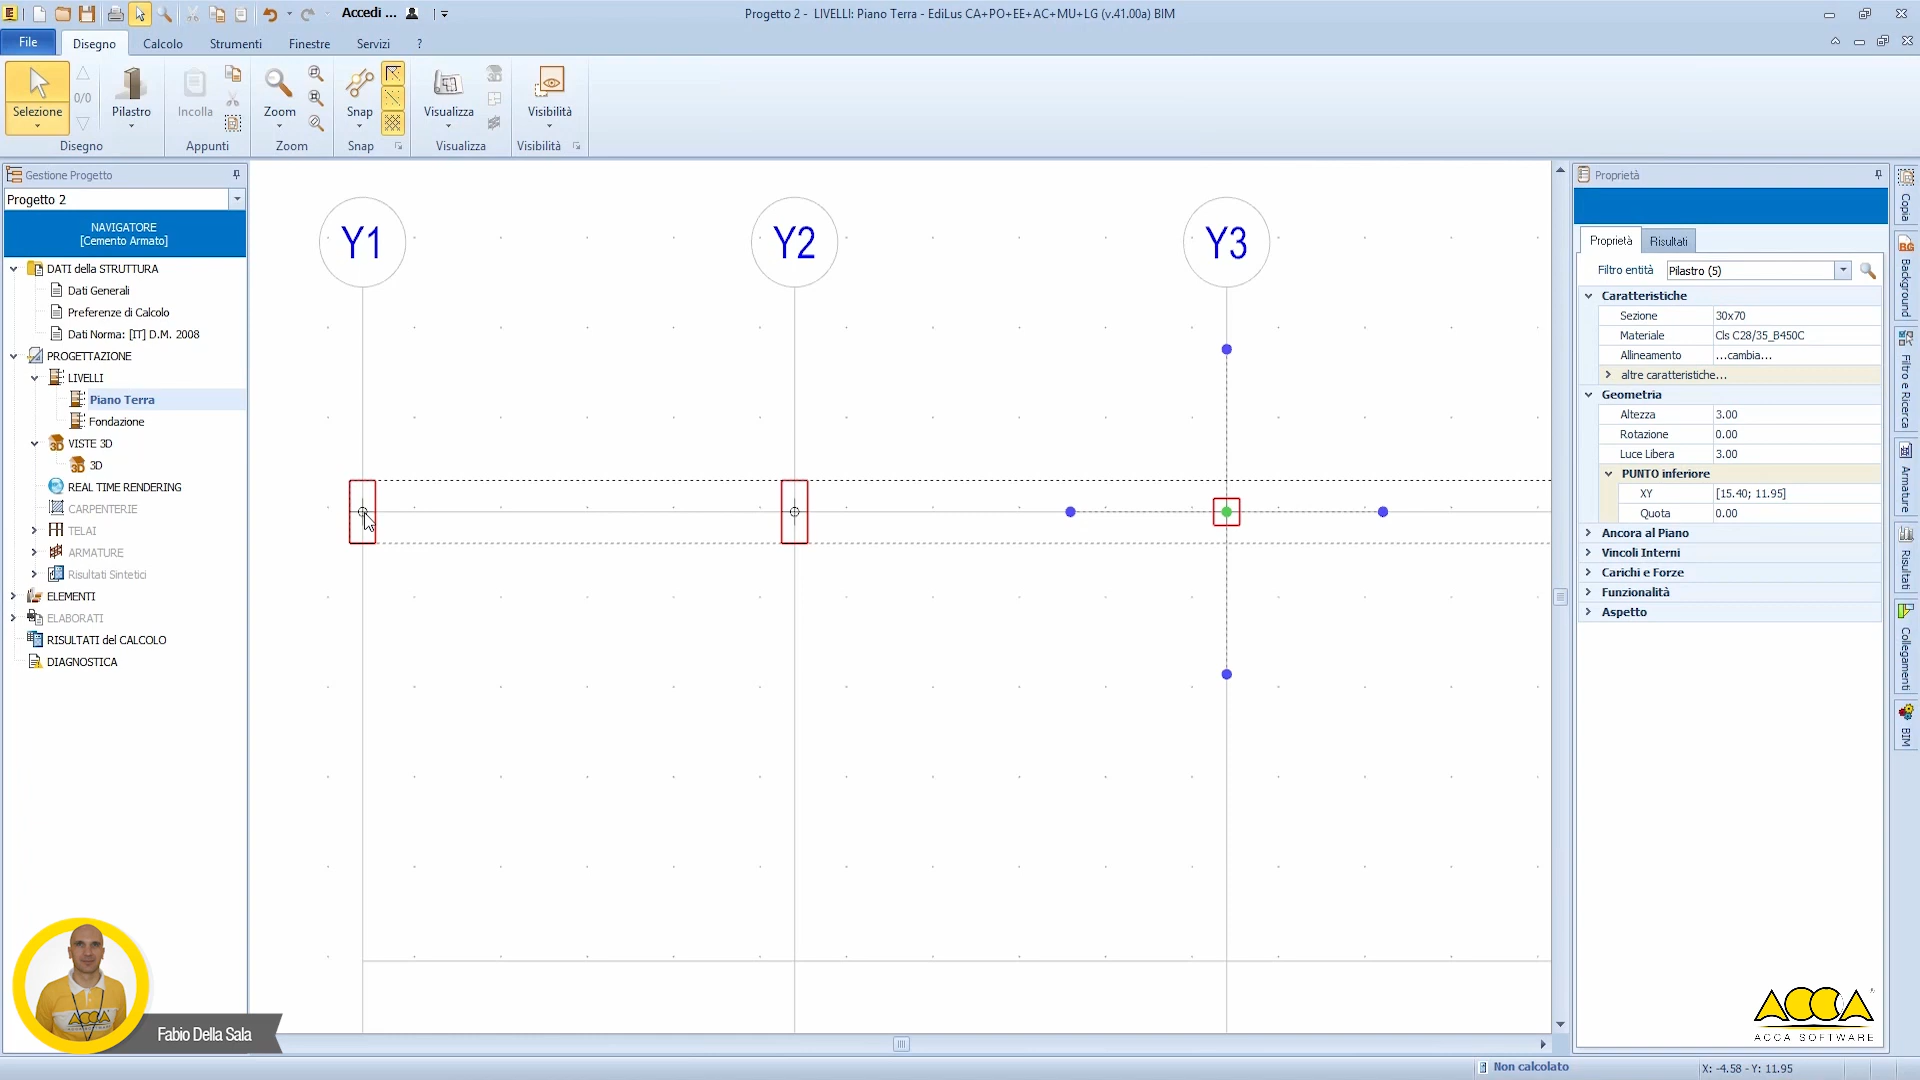 Accedi ...
Progetto 2 - LIVELLI: Piano Terra - EdiLus CA+PO+EE+AC+MU+LG (v.41.00a) BIM
File Disegno Calcolo Strumenti Finestre Servizi ?
Selezione
0/0
Pilastro
Incolla
Zoom
Snap
Visualizza
Visibilità
Disegno
Appunti
Zoom
Snap
Visualizza
Visibilità
Gestione Progetto
Progetto 2
NAVIGATORE
[Cemento Armato]
DATI della STRUTTURA
Dati Generali
Preferenze di Calcolo
Dati Norma: [IT] D.M. 2008
PROGETTAZIONE
LIVELLI
Piano Terra
Fondazione
VISTE 3D
3D
REAL TIME RENDERING
CARPENTERIE
TELAI
ARMATURE
Risultati Sintetici
ELEMENTI
ELABORATI
RISULTATI del CALCOLO
DIAGNOSTICA
Y1
Y2
Y3
Proprietà
Proprietà Risultati
Filtro entità Pilastro (5)
Caratteristiche
Sezione 30x70
Materiale Cls C28/35_B450C
Allineamento ...cambia...
altre caratteristiche...
Geometria
Altezza 3.00
Rotazione 0.00
Luce Libera 3.00
PUNTO inferiore
XY [15.40; 11.95]
Quota 0.00
Ancora al Piano
Vincoli Interni
Carichi e Forze
Funzionalità
Aspetto
Copia
BG
Background
Filtro e Ricerca
Armature
Risultati
Collegamenti
BIM
ACCA
Fabio Della Sala
ACCA
ACCA SOFTWARE
Non calcolato
X: -4.58 - Y: 11.95